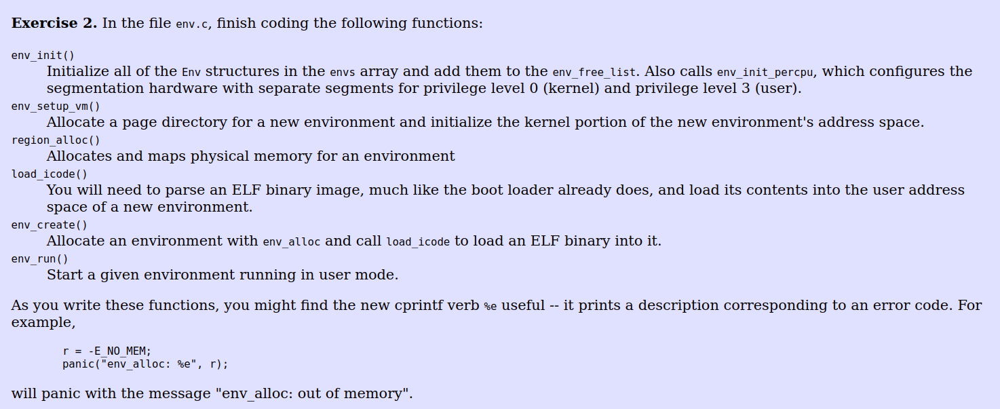 Exercise 2. In the file env.c, finish coding the following functions:
env_init()
Initialize all of the Env structures in the envs array and add them to the env_free_list. Also calls env_init_percpu, which configures the
segmentation hardware with separate segments for privilege level 0 (kernel) and privilege level 3 (user).
env_setup_vm()
Allocate a page directory for a new environment and initialize the kernel portion of the new environment's address space.
region_alloc()
Allocates and maps physical memory for an environment
load_icode()
You will need to parse an ELF binary image, much like the boot loader already does, and load its contents into the user address
space of a new environment.
env_create()
Allocate an environment with env_alloc and call load_icode to load an ELF binary into it.
env_run()
Start a given environment running in user mode.
As you write these functions, you might find the new cprintf verb %e useful -- it prints a description corresponding to an error code. For
example,
r = -E_NO_MEM;
panic("env_alloc: %e", r);
will panic with the message "env_alloc: out of memory".